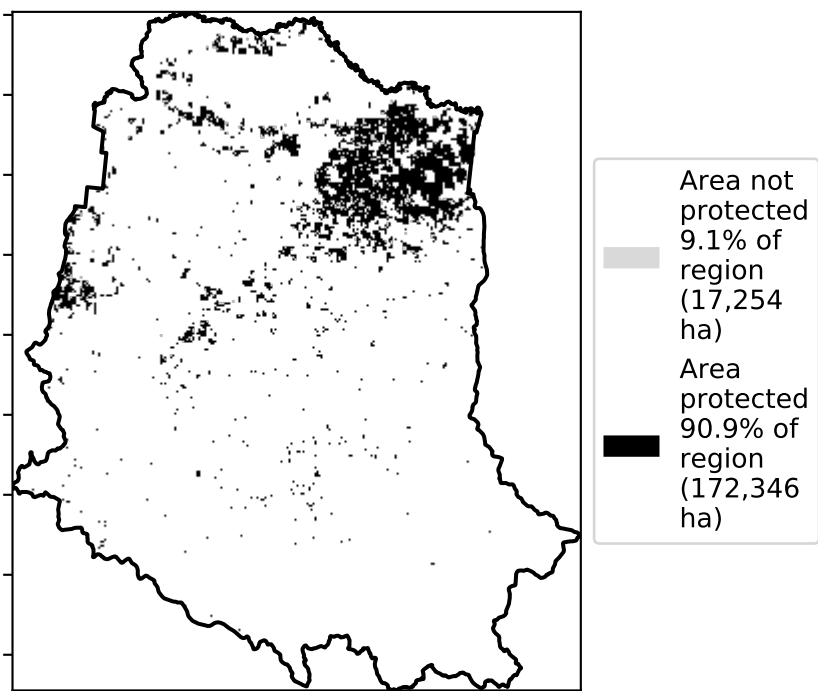 Area not
protected
9.1% of
region
(17,254
ha)
Area
protected
90.9% of
region
(172,346
ha)